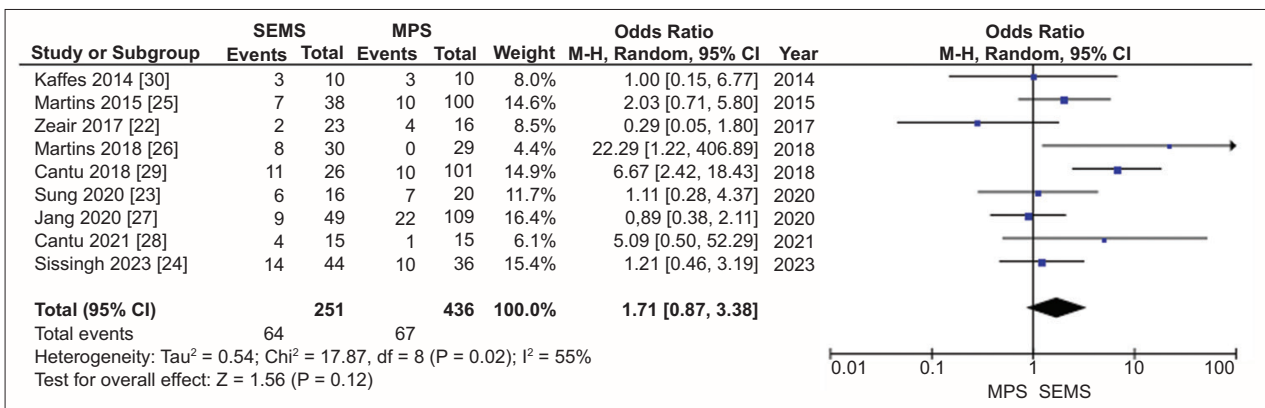 SEMS MPS Odds Ratio Odds Ratio
Study or Subgroup Events Total Events Total Weight M-H, Random, 95% CI Year M-H, Random, 95% CI
Kaffes 2014 [30] 3 10 3 10 8.0% 1.00 [0.15, 6.77] 2014
Martins 2015 [25] 7 38 10 100 14.6% 2.03 [0.71, 5.80] 2015
Zeair 2017 [22] 2 23 4 16 8.5% 0.29 [0.05, 1.80] 2017
Martins 2018 [26] 8 30 0 29 4.4% 22.29 [1.22, 406.89] 2018
Cantu 2018 [29] 11 26 10 101 14.9% 6.67 [2.42, 18.43] 2018
Sung 2020 [23] 6 16 7 20 11.7% 1.11 [0.28, 4.37] 2020
Jang 2020 [27] 9 49 22 109 16.4% 0,89 [0.38, 2.11] 2020
Cantu 2021 [28] 4 15 1 15 6.1% 5.09 [0.50, 52.29] 2021
Sissingh 2023 [24] 14 44 10 36 15.4% 1.21 [0.46, 3.19] 2023
Total (95% CI) 251 436 100.0% 1.71 [0.87, 3.38]
Total events 64 67
Heterogeneity: Tau² = 0.54; Chi² = 17.87, df = 8 (P = 0.02); I² = 55%
Test for overall effect: Z = 1.56 (P = 0.12)
0.01 0.1 1 10 100
MPS SEMS